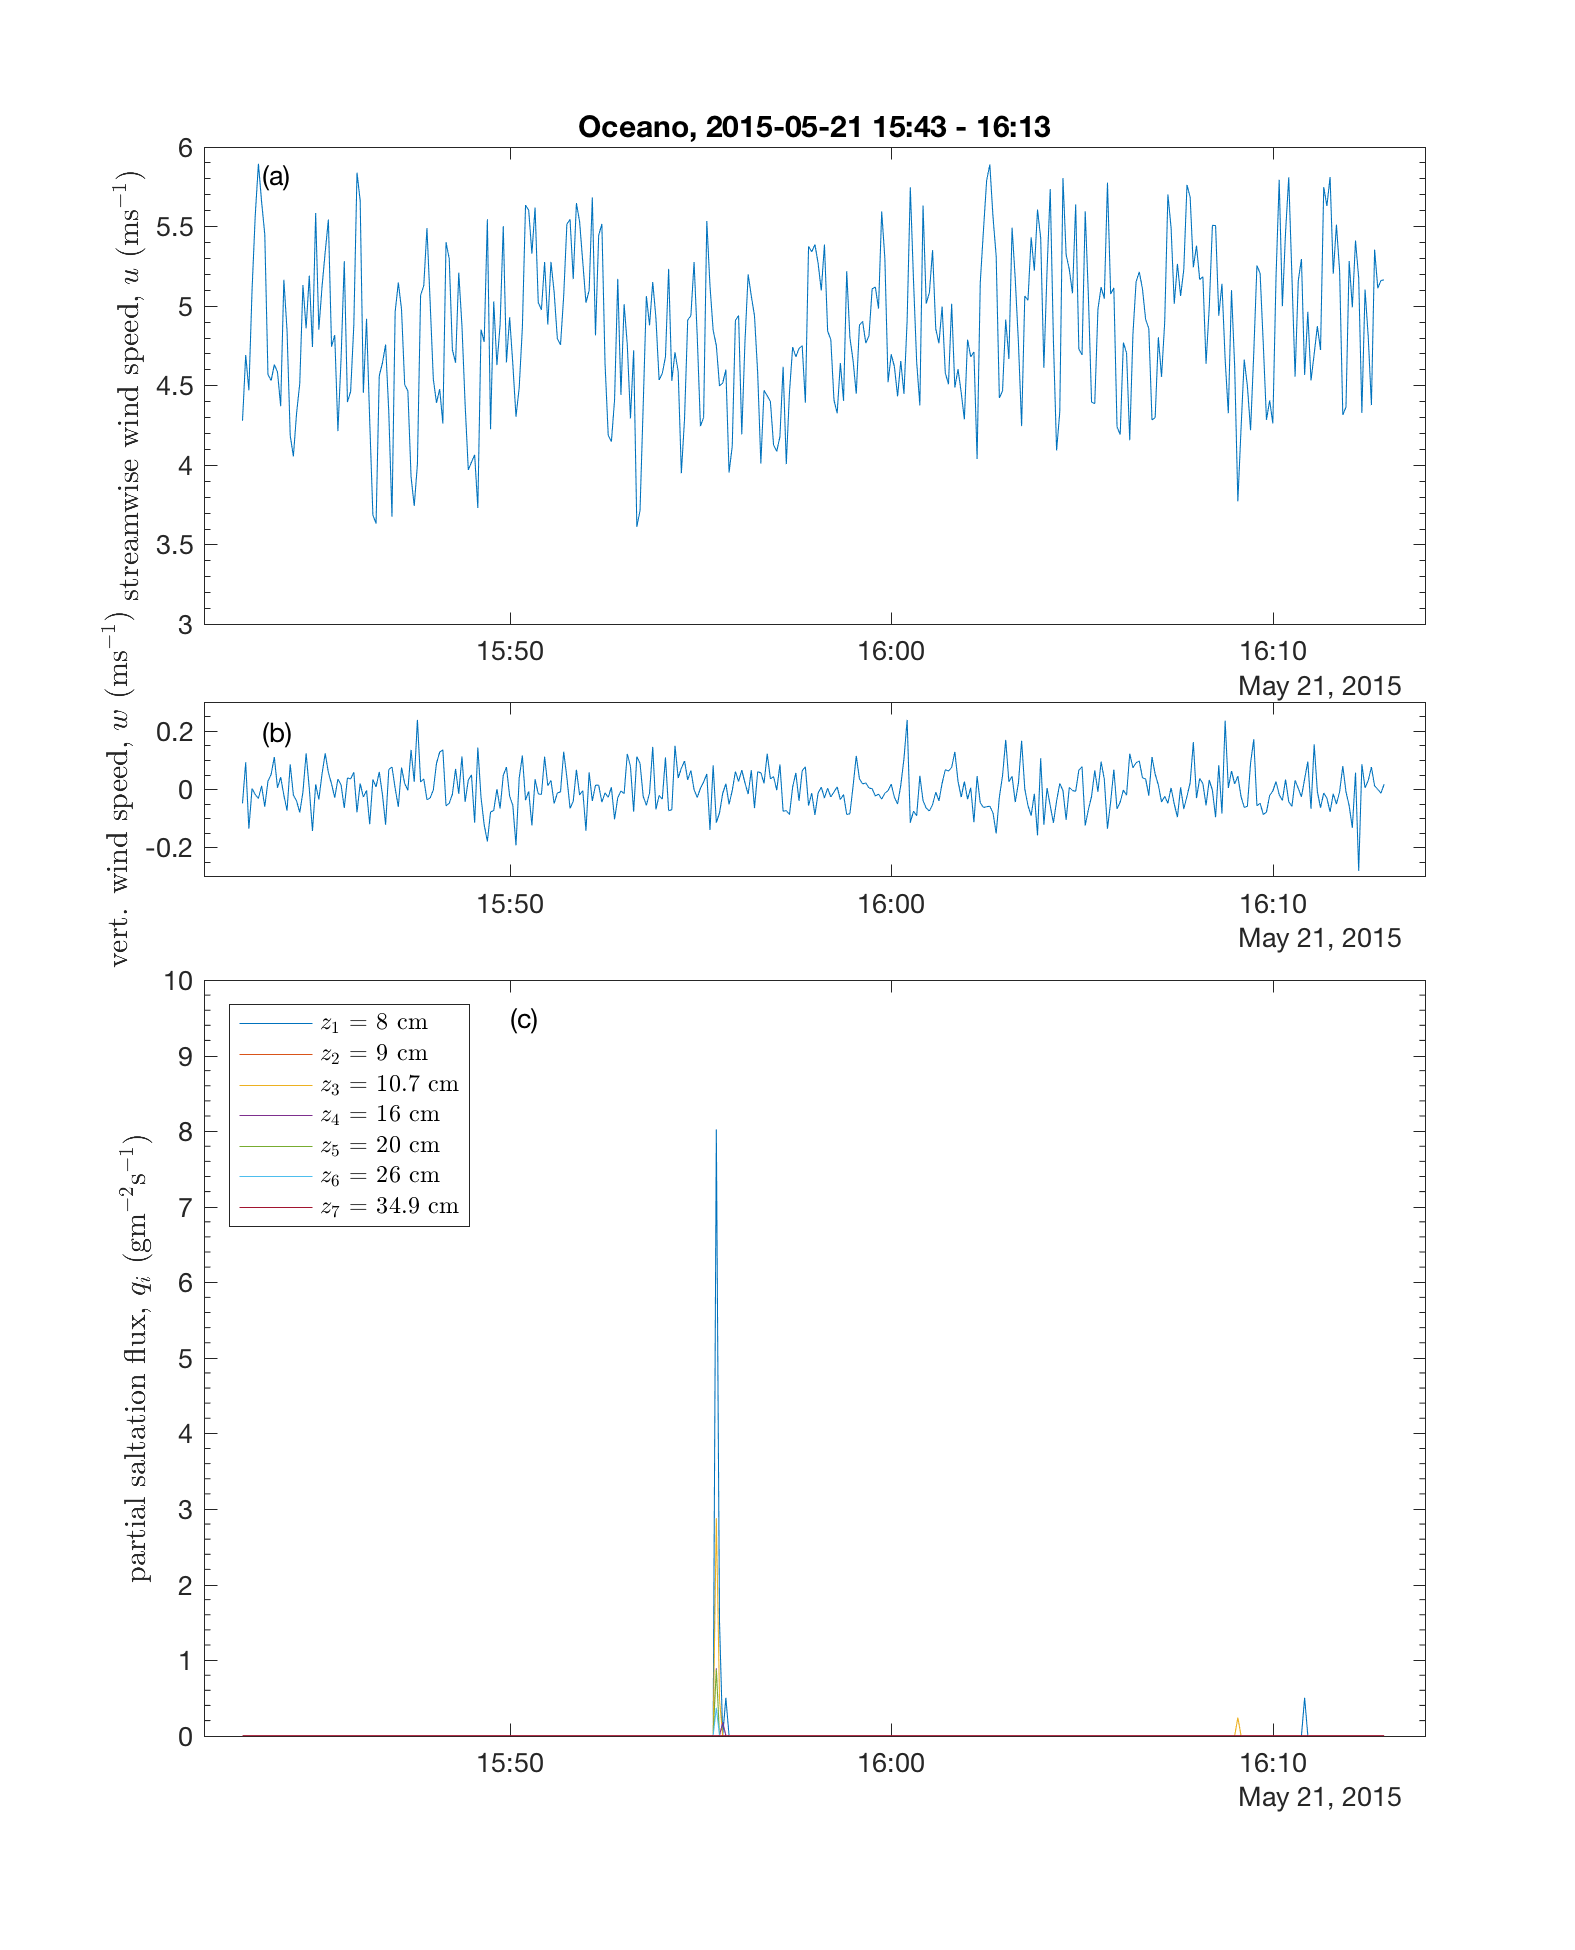 Oceano, 2015-05-21 15:43 - 16:13
streamwise wind speed, u (ms⁻¹)
6
5.5
5
4.5
4
3.5
3
(a)
15:50 16:00 16:10
May 21, 2015
vert. wind speed, w (ms⁻¹)
0.2
0
-0.2
(b)
15:50 16:00 16:10
May 21, 2015
partial saltation flux, qᵢ (gm⁻²s⁻¹)
10
9
8
7
6
5
4
3
2
1
0
z₁ = 8 cm
z₂ = 9 cm
z₃ = 10.7 cm
z₄ = 16 cm
z₅ = 20 cm
z₆ = 26 cm
z₇ = 34.9 cm
(c)
15:50 16:00 16:10
May 21, 2015